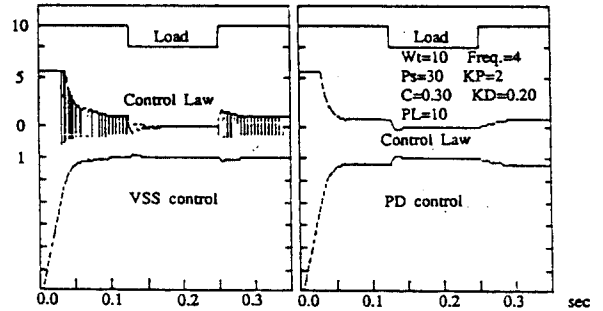 10
Load
Load
Wt=10 Freq.=4
5
Ps=30 KP=2
Control Law
C=0.30 KD=0.20
0
PL=10
1
Control Law
VSS control
PD control
0.0 0.1 0.2 0.3 0.0 0.1 0.2 0.3 sec